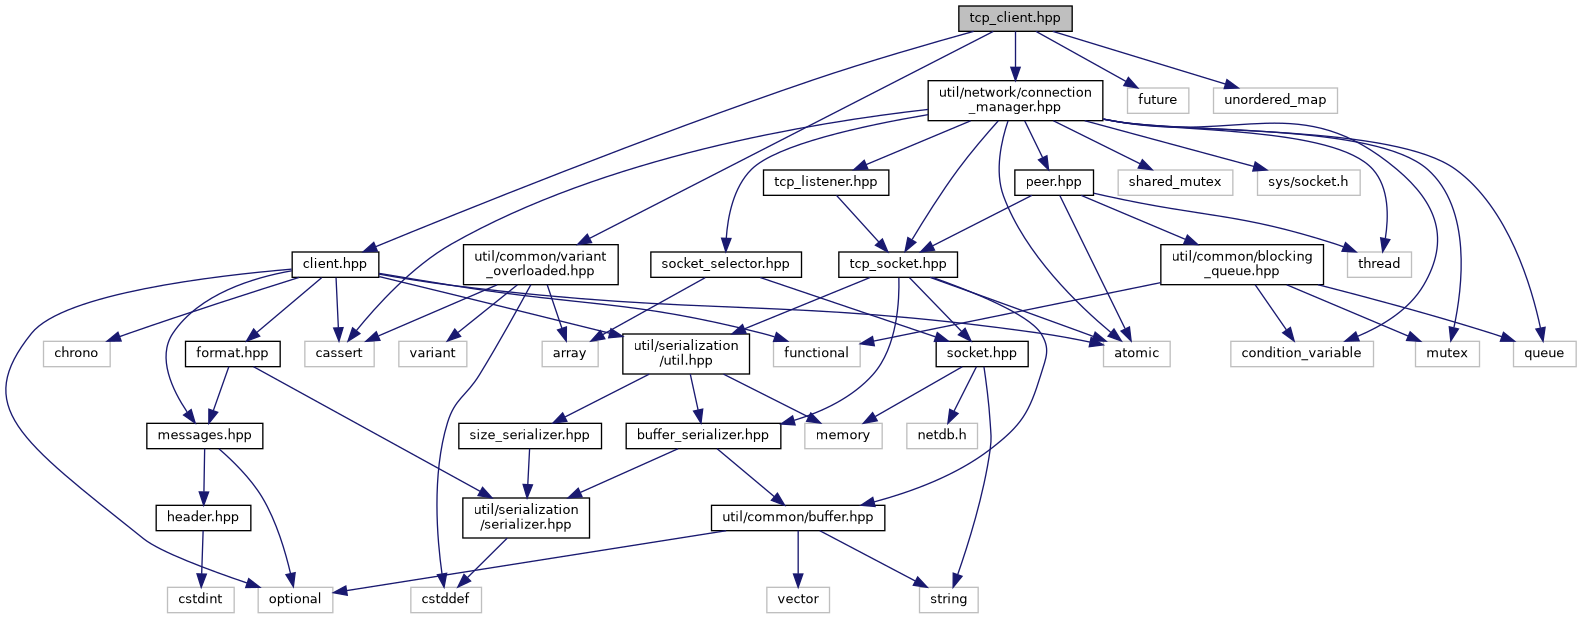 tcp_client.hpp
util/network/connection
_manager.hpp
future
unordered_map
tcp_listener.hpp
peer.hpp
shared_mutex
sys/socket.h
client.hpp
util/common/variant
_overloaded.hpp
socket_selector.hpp
tcp_socket.hpp
util/common/blocking
_queue.hpp
thread
chrono
format.hpp
cassert
variant
array
util/serialization
/util.hpp
functional
socket.hpp
atomic
condition_variable
mutex
queue
messages.hpp
size_serializer.hpp
buffer_serializer.hpp
memory
netdb.h
header.hpp
util/serialization
/serializer.hpp
util/common/buffer.hpp
cstdint
optional
cstddef
vector
string